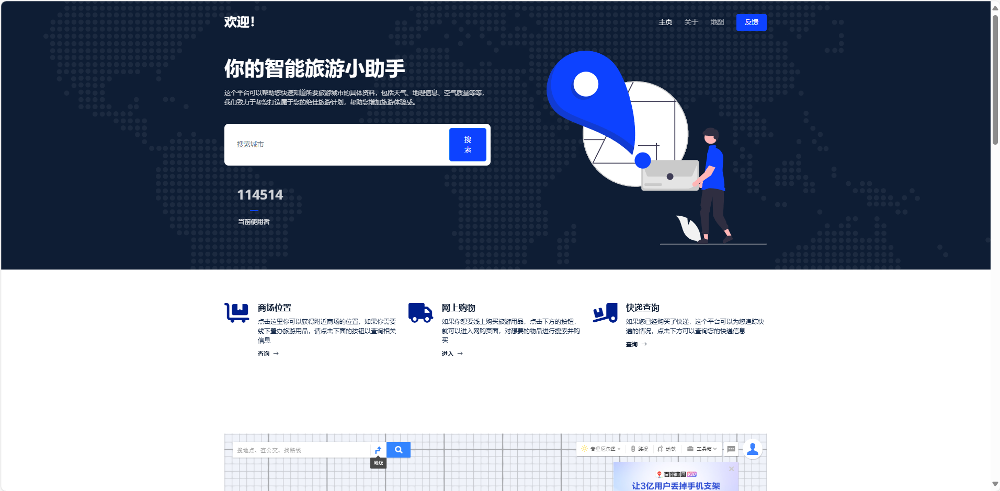 欢迎!
主页 关于 地图 反馈
你的智能旅游小助手
这个平台可以帮助您快速知道所要旅游城市的具体资料，包括天气、地理信息、空气质量等等，
我们致力于帮您打造属于您的绝佳旅游计划，帮助您增加旅游体验感。
搜索城市
搜
索
114514
当前使用者
商场位置
点击这里你可以获得附近商场的位置，如果你需要
线下置办旅游用品，请点击下面的按钮以查询相关
信息
查询 →
网上购物
如果你想要线上购买旅游用品，点击下方的按钮，
就可以进入网购页面，对想要的物品进行搜索并购
买
进入 →
快递查询
如果您已经购买了快递，这个平台可以为您追踪快
递的情况，点击下方可以查询您的快递信息
查询 →
搜地点、查公交、找路线
路线
普里厄尔堡 路况 地铁 工具箱
百度地图 V20
让3亿用户丢掉手机支架